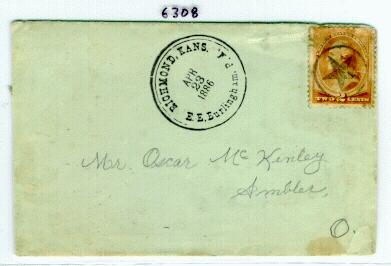 6308
RICHMOND, KANS.
APR
23
1886
E.E. Burlingham, P.M.
TWO CENTS
Mr. Oscar McKinley
Ambler
O.